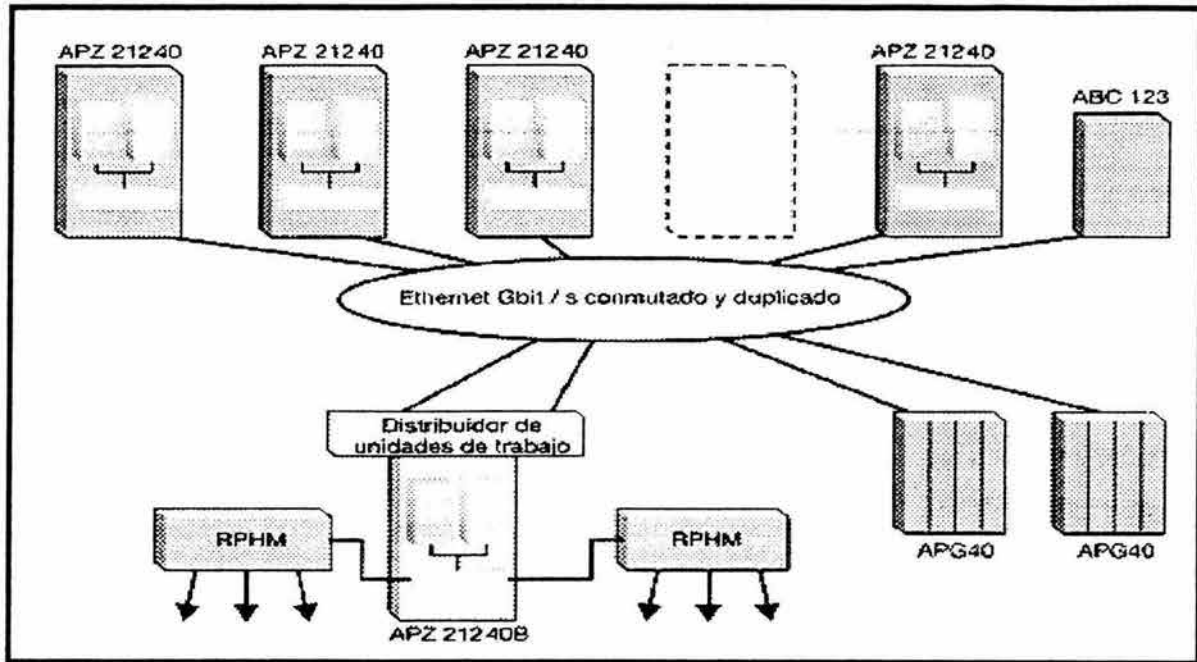 APZ 21240
APZ 21240
APZ 21240
APZ 21240
ABC 123
Ethernet Gbit / s conmutado y duplicado
Distribuidor de
unidades de trabajo
RPHM
RPHM
APG40
APG40
APZ 21240B